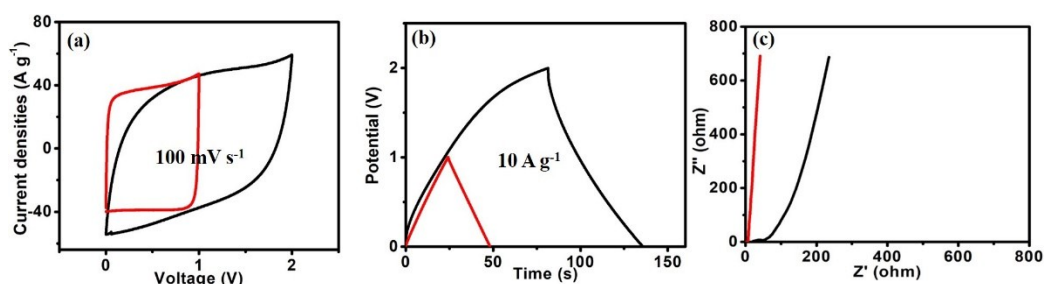 (a)
Current densities (A g⁻¹)
80
40
0
-40
-80
100 mV s⁻¹
0
1
2
Voltage (V)
(b)
Potential (V)
3
2
1
0
10 A g⁻¹
0
50
100
150
Time (s)
(c)
Z'' (ohm)
800
600
400
200
0
0
200
400
600
800
Z' (ohm)